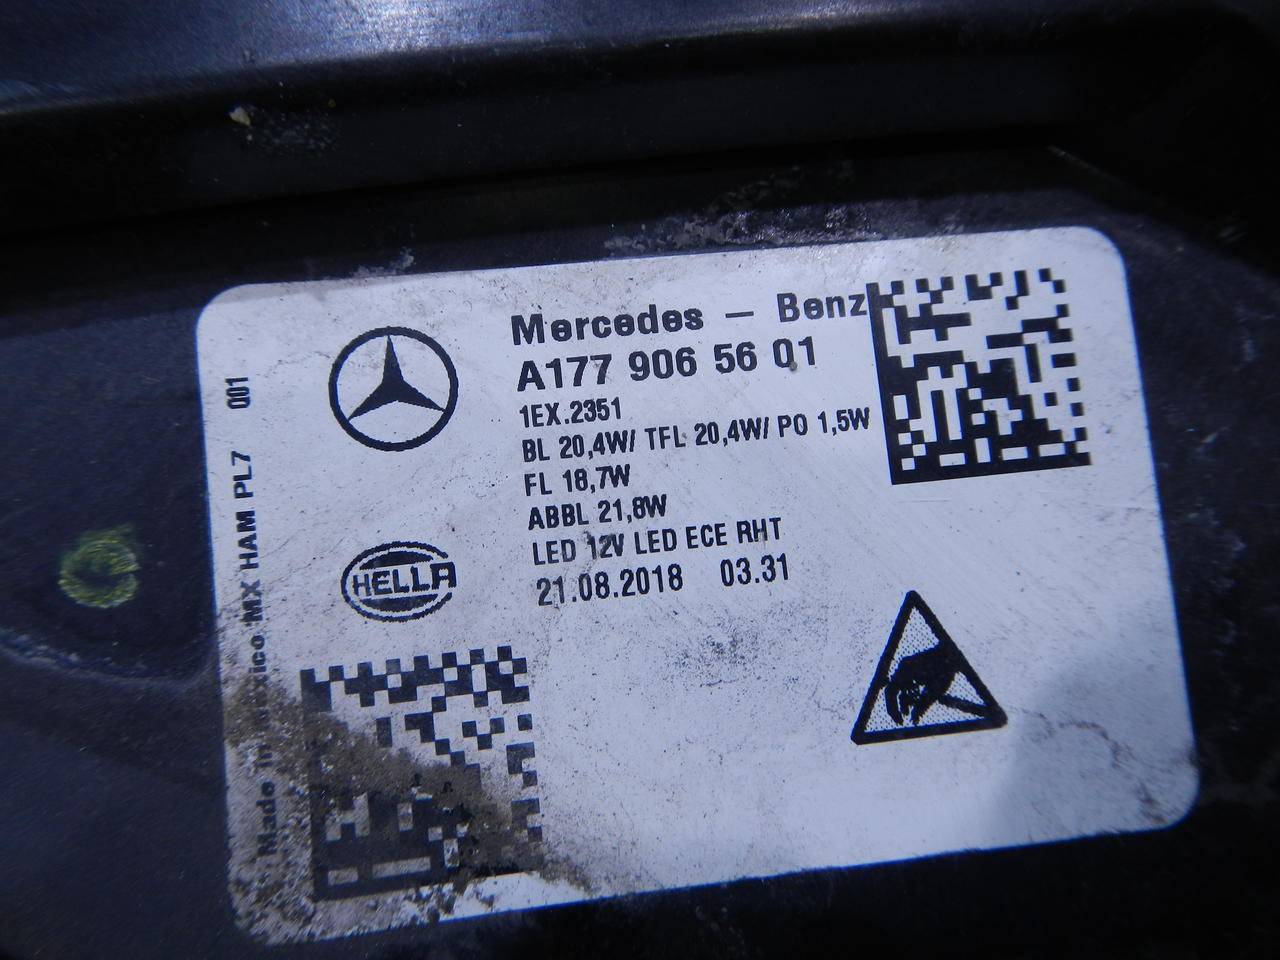 Mercedes - Benz
A177 906 56 01
1EX.2351
BL 20,4W/ TFL 20,4W/ PO 1,5W
FL 18,7W
ABBL 21,8W
LED 12V LED ECE RHT
21.08.2018 03.31
HELLA
Made in Mexico MX HAM PL7 001